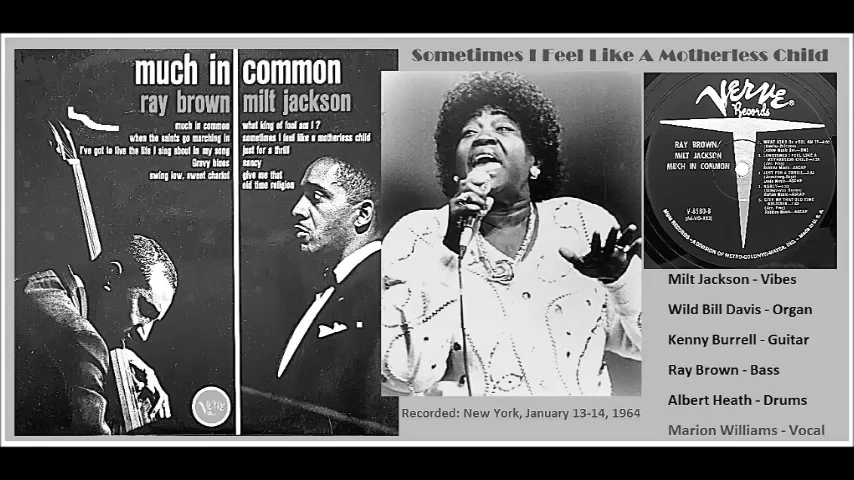 Sometimes I Feel Like A Motherless Child
much in common
ray brown milt jackson
much in common
when the saints go marching in
I've got to live the life I sing about in my song
Gravy blues
swing low, sweet chariot
what king of fool am I ?
sometimes i feel like a motherless child
just for a thrill
nancy
give me that
old time religion
Verve
Verve
Records
RAY BROWN/
MILT JACKSON
MUCH IN COMMON
V-8580-B
Milt Jackson - Vibes
Wild Bill Davis - Organ
Kenny Burrell - Guitar
Ray Brown - Bass
Albert Heath - Drums
Marion Williams - Vocal
Recorded: New York, January 13-14, 1964